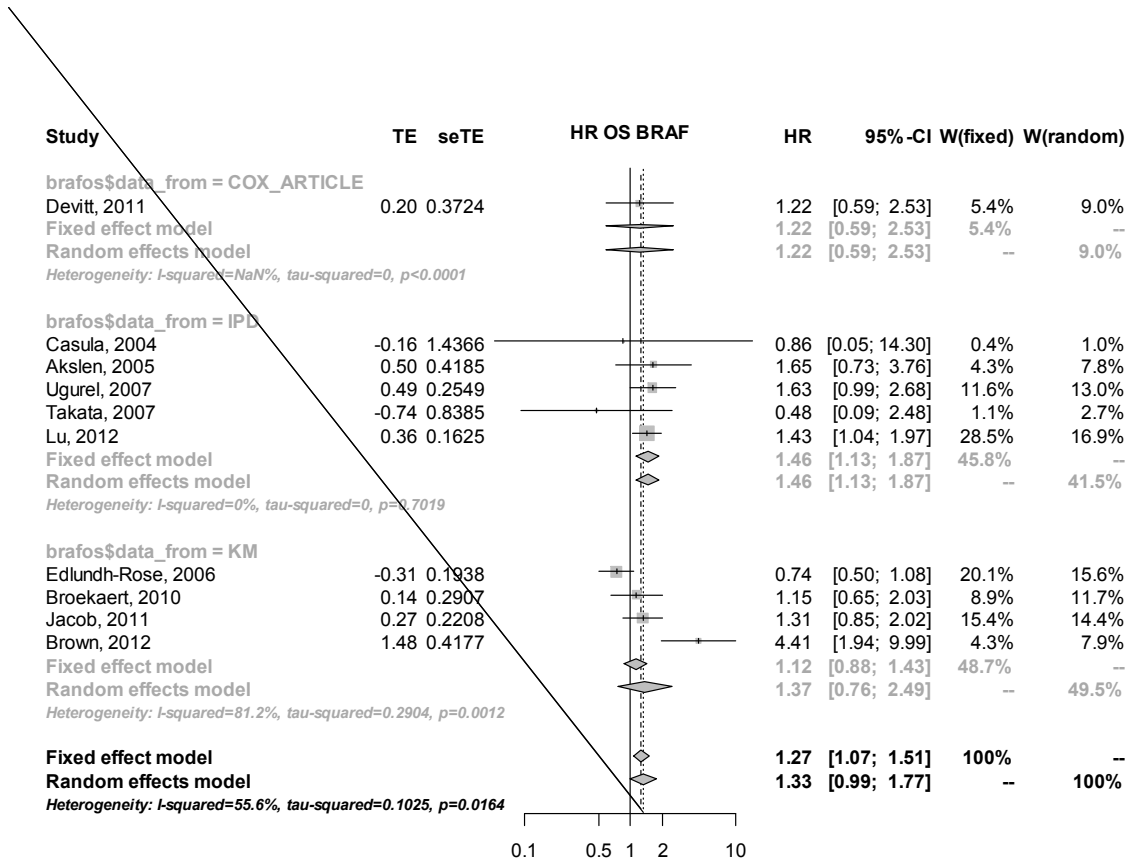 Study TE seTE HR OS BRAF HR 95%-CI W(fixed) W(random)
brafos$data_from = COX_ARTICLE
Devitt, 2011 0.20 0.3724 1.22 [0.59; 2.53] 5.4% 9.0%
Fixed effect model 1.22 [0.59; 2.53] 5.4% --
Random effects model 1.22 [0.59; 2.53] -- 9.0%
Heterogeneity: I-squared=NaN%, tau-squared=0, p<0.0001
brafos$data_from = IPD
Casula, 2004 -0.16 1.4366 0.86 [0.05; 14.30] 0.4% 1.0%
Akslen, 2005 0.50 0.4185 1.65 [0.73; 3.76] 4.3% 7.8%
Ugurel, 2007 0.49 0.2549 1.63 [0.99; 2.68] 11.6% 13.0%
Takata, 2007 -0.74 0.8385 0.48 [0.09; 2.48] 1.1% 2.7%
Lu, 2012 0.36 0.1625 1.43 [1.04; 1.97] 28.5% 16.9%
Fixed effect model 1.46 [1.13; 1.87] 45.8% --
Random effects model 1.46 [1.13; 1.87] -- 41.5%
Heterogeneity: I-squared=0%, tau-squared=0, p=0.7019
brafos$data_from = KM
Edlundh-Rose, 2006 -0.31 0.1938 0.74 [0.50; 1.08] 20.1% 15.6%
Broekaert, 2010 0.14 0.2907 1.15 [0.65; 2.03] 8.9% 11.7%
Jacob, 2011 0.27 0.2208 1.31 [0.85; 2.02] 15.4% 14.4%
Brown, 2012 1.48 0.4177 4.41 [1.94; 9.99] 4.3% 7.9%
Fixed effect model 1.12 [0.88; 1.43] 48.7% --
Random effects model 1.37 [0.76; 2.49] -- 49.5%
Heterogeneity: I-squared=81.2%, tau-squared=0.2904, p=0.0012
Fixed effect model 1.27 [1.07; 1.51] 100% --
Random effects model 1.33 [0.99; 1.77] -- 100%
Heterogeneity: I-squared=55.6%, tau-squared=0.1025, p=0.0164
0.1 0.5 1 2 10